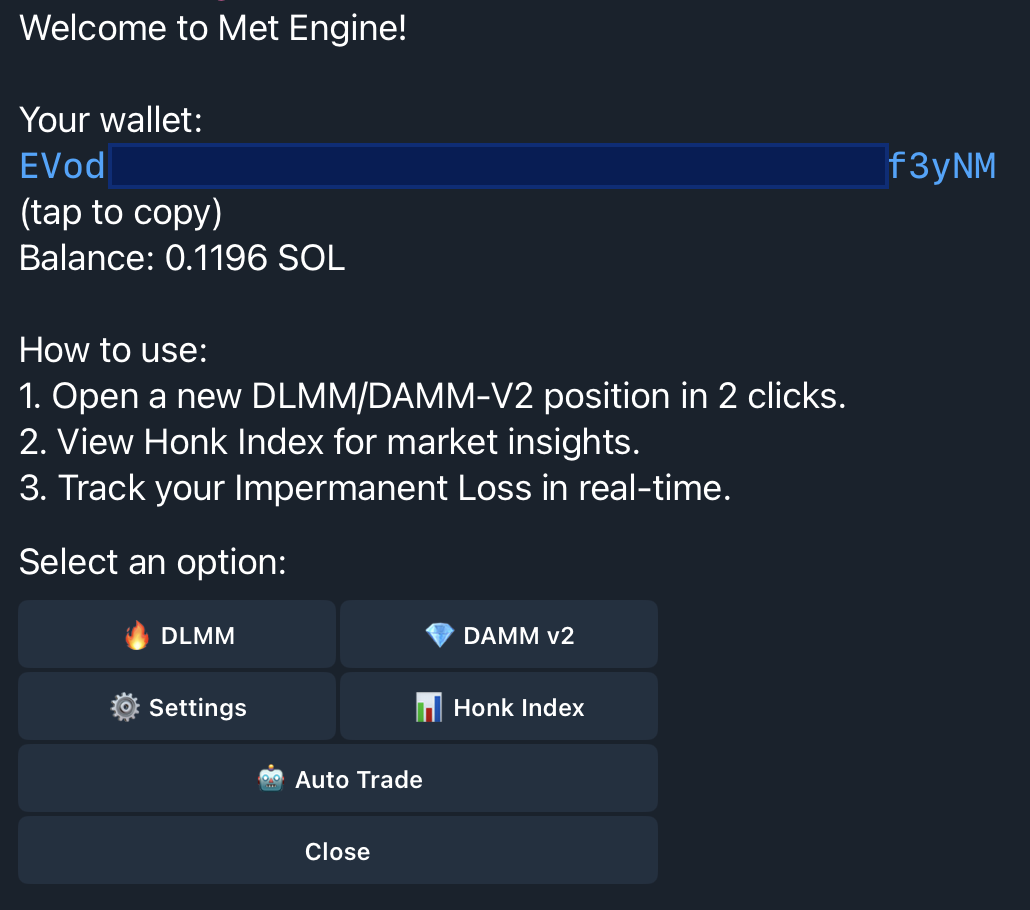 Welcome to Met Engine!
Your wallet:
EVod f3yNM
(tap to copy)
Balance: 0.1196 SOL
How to use:
1. Open a new DLMM/DAMM-V2 position in 2 clicks.
2. View Honk Index for market insights.
3. Track your Impermanent Loss in real-time.
Select an option:
🔥 DLMM
💎 DAMM v2
⚙️ Settings
📊 Honk Index
🤖 Auto Trade
Close